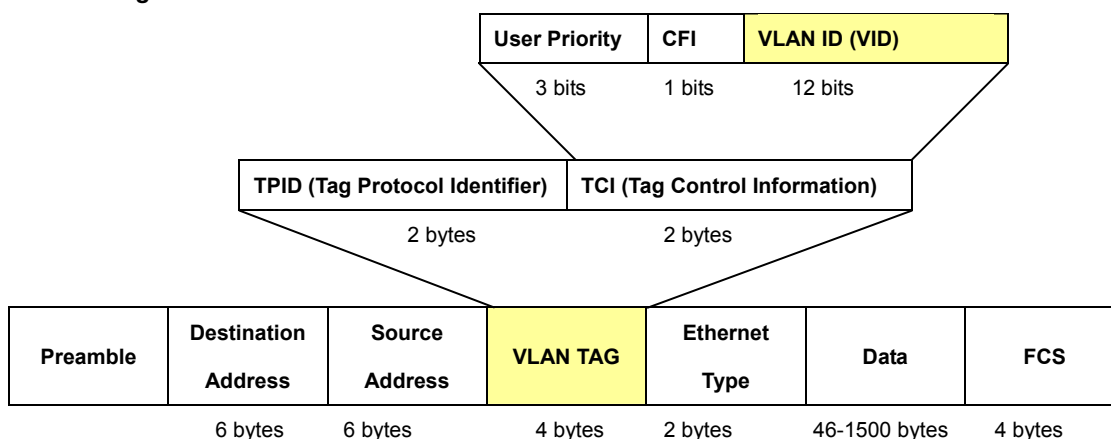 User Priority CFI VLAN ID (VID)
3 bits 1 bits 12 bits
TPID (Tag Protocol Identifier) TCI (Tag Control Information)
2 bytes 2 bytes
Preamble Destination Address Source Address VLAN TAG Ethernet Type Data FCS
6 bytes 6 bytes 4 bytes 2 bytes 46-1500 bytes 4 bytes